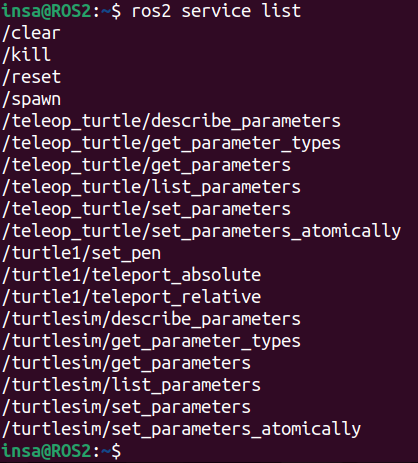 insa@ROS2:~$ ros2 service list
/clear
/kill
/reset
/spawn
/teleop_turtle/describe_parameters
/teleop_turtle/get_parameter_types
/teleop_turtle/get_parameters
/teleop_turtle/list_parameters
/teleop_turtle/set_parameters
/teleop_turtle/set_parameters_atomically
/turtle1/set_pen
/turtle1/teleport_absolute
/turtle1/teleport_relative
/turtlesim/describe_parameters
/turtlesim/get_parameter_types
/turtlesim/get_parameters
/turtlesim/list_parameters
/turtlesim/set_parameters
/turtlesim/set_parameters_atomically
insa@ROS2:~$